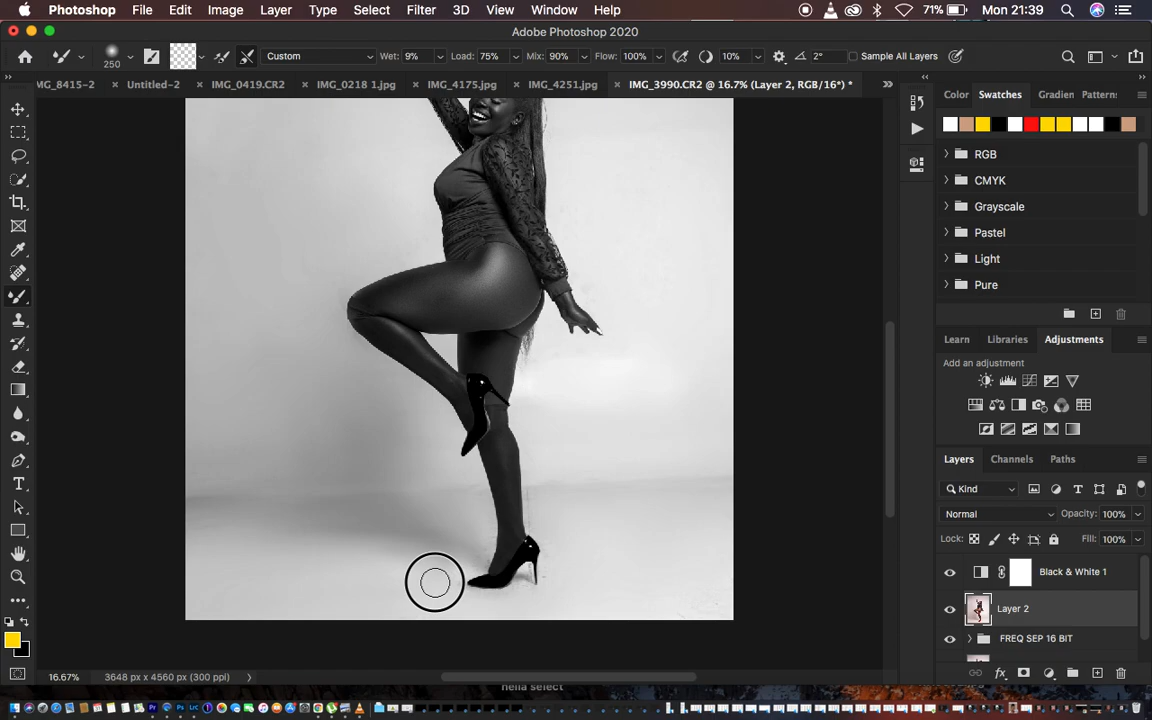 Photoshop File Edit Image Layer Type Select Filter 3D View Window Help 71% Mon 21:39
Adobe Photoshop 2020
250 Custom Wet: 9% Load: 75% Mix: 90% Flow: 100% 10% 2° Sample All Layers
MG_8415-2 Untitled-2 IMG_0419.CR2 IMG_0218 1.jpg IMG_4175.jpg IMG_4251.jpg IMG_3990.CR2 @ 16.7% (Layer 2, RGB/16*) *
Color Swatches Gradien Pattern:
RGB
CMYK
Grayscale
Pastel
Light
Pure
Learn Libraries Adjustments
Add an adjustment
Layers Channels Paths
Kind
Normal Opacity: 100%
Lock: Fill: 100%
Black & White 1
Layer 2
FREQ SEP 16 BIT
16.67% 3648 px x 4560 px (300 ppi)
hella select